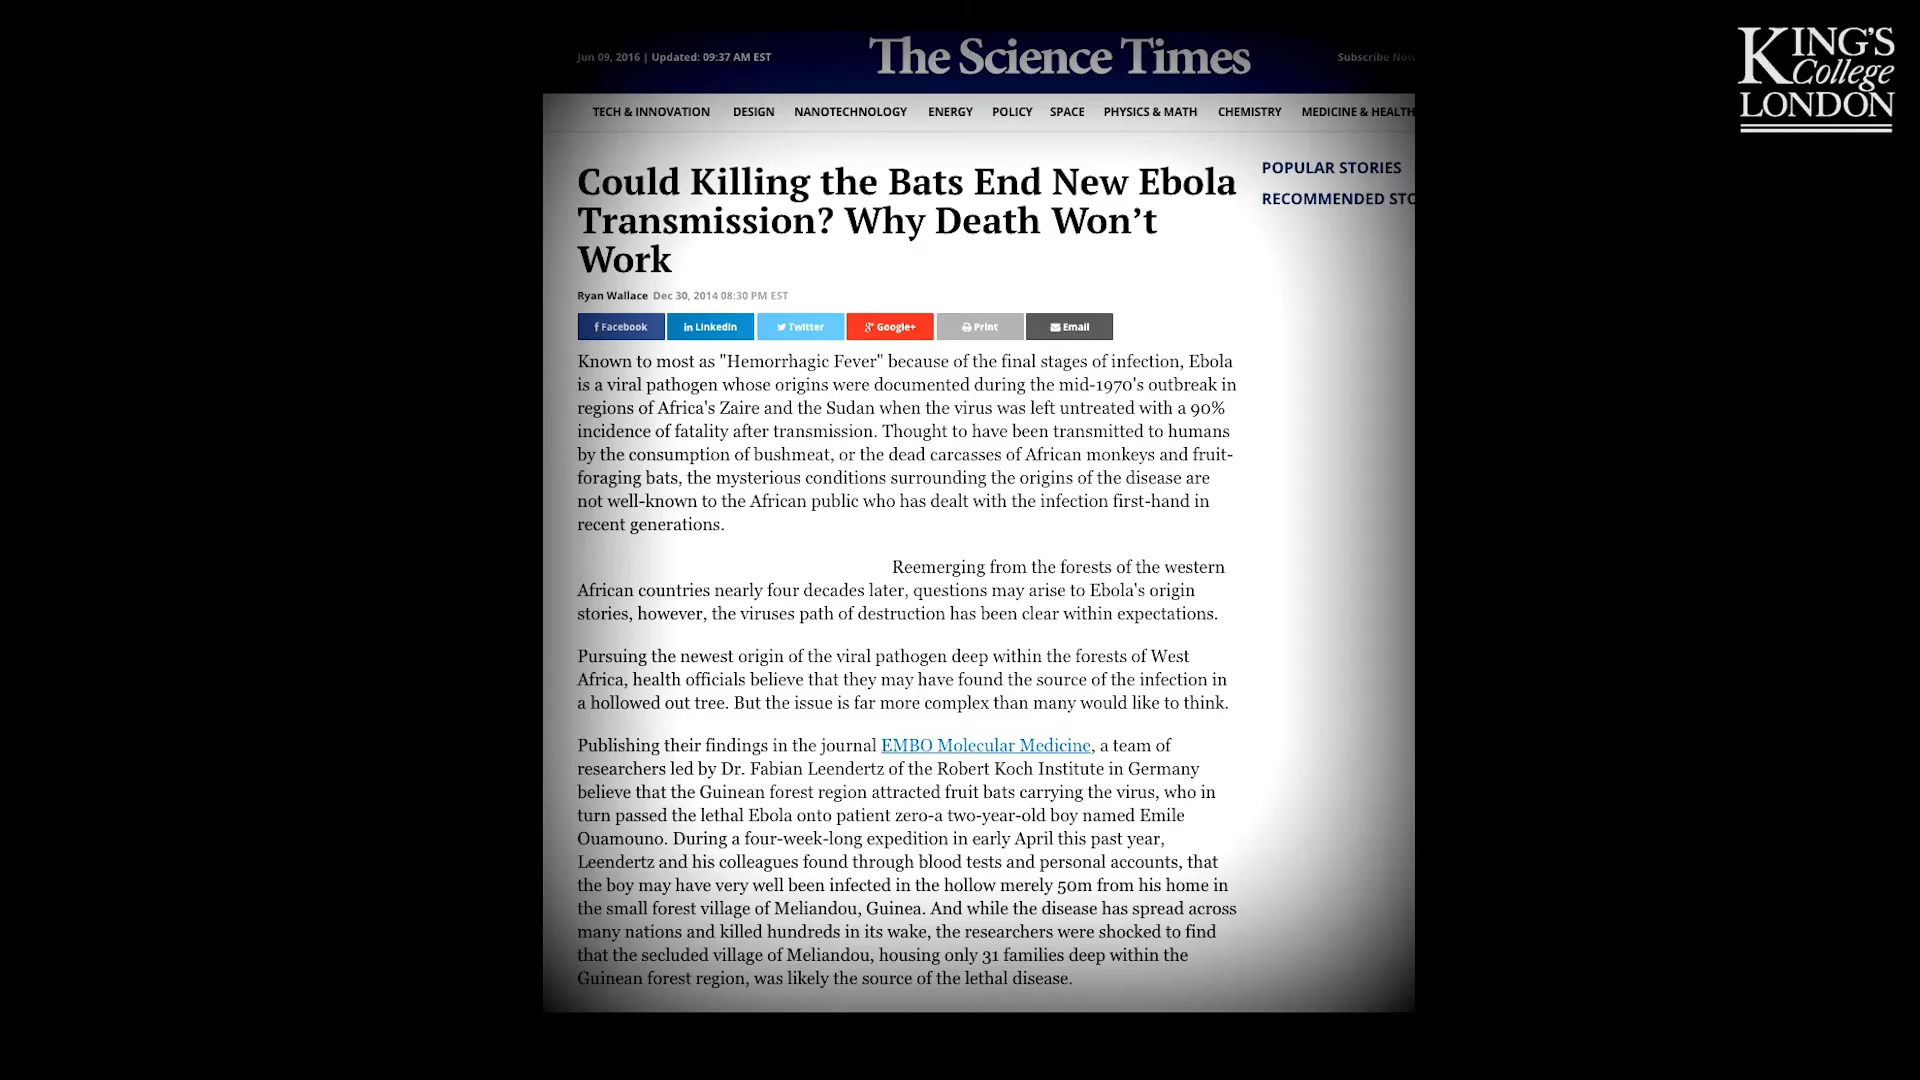 Jun 09, 2016 | Updated: 09:37 AM EST
The Science Times
Subscribe Now
KING'S
College
LONDON
TECH & INNOVATION DESIGN NANOTECHNOLOGY ENERGY POLICY SPACE PHYSICS & MATH CHEMISTRY MEDICINE & HEALTH
Could Killing the Bats End New Ebola
Transmission? Why Death Won't
Work
POPULAR STORIES
RECOMMENDED STO
Ryan Wallace Dec 30, 2014 08:30 PM EST
Facebook Linkedin Twitter Google+ Print Email
Known to most as "Hemorrhagic Fever" because of the final stages of infection, Ebola
is a viral pathogen whose origins were documented during the mid-1970's outbreak in
regions of Africa's Zaire and the Sudan when the virus was left untreated with a 90%
incidence of fatality after transmission. Thought to have been transmitted to humans
by the consumption of bushmeat, or the dead carcasses of African monkeys and fruit-
foraging bats, the mysterious conditions surrounding the origins of the disease are
not well-known to the African public who has dealt with the infection first-hand in
recent generations.
Reemerging from the forests of the western
African countries nearly four decades later, questions may arise to Ebola's origin
stories, however, the viruses path of destruction has been clear within expectations.
Pursuing the newest origin of the viral pathogen deep within the forests of West
Africa, health officials believe that they may have found the source of the infection in
a hollowed out tree. But the issue is far more complex than many would like to think.
Publishing their findings in the journal EMBO Molecular Medicine, a team of
researchers led by Dr. Fabian Leendertz of the Robert Koch Institute in Germany
believe that the Guinean forest region attracted fruit bats carrying the virus, who in
turn passed the lethal Ebola onto patient zero-a two-year-old boy named Emile
Ouamouno. During a four-week-long expedition in early April this past year,
Leendertz and his colleagues found through blood tests and personal accounts, that
the boy may have very well been infected in the hollow merely 50m from his home in
the small forest village of Meliandou, Guinea. And while the disease has spread across
many nations and killed hundreds in its wake, the researchers were shocked to find
that the secluded village of Meliandou, housing only 31 families deep within the
Guinean forest region, was likely the source of the lethal disease.